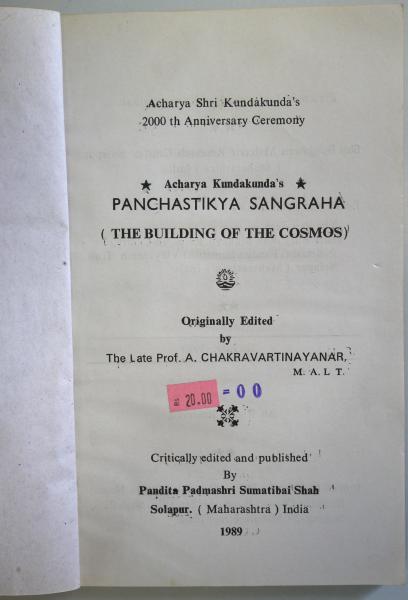 Acharya Shri Kundakunda's
2000 th Anniversary Ceremony
★ Acharya Kundakunda's ★
PANCHASTIKYA SANGRAHA
( THE BUILDING OF THE COSMOS)
Originally Edited
by
The Late Prof. A. CHAKRAVARTINAYANAR,
M. A. L T.
20.00 = 00
Critically edited and published
By
Pandita Padmashri Sumatibai Shah
Solapur. ( Maharashtra ) India
1989